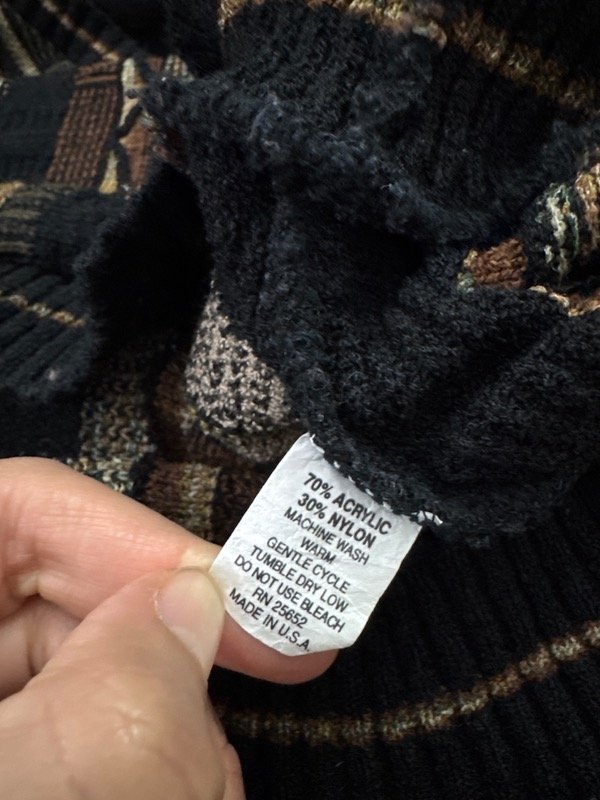 70% ACRYLIC
30% NYLON
MACHINE WASH
WARM
GENTLE CYCLE
TUMBLE DRY LOW
DO NOT USE BLEACH
RN 25652
MADE IN U.S.A.